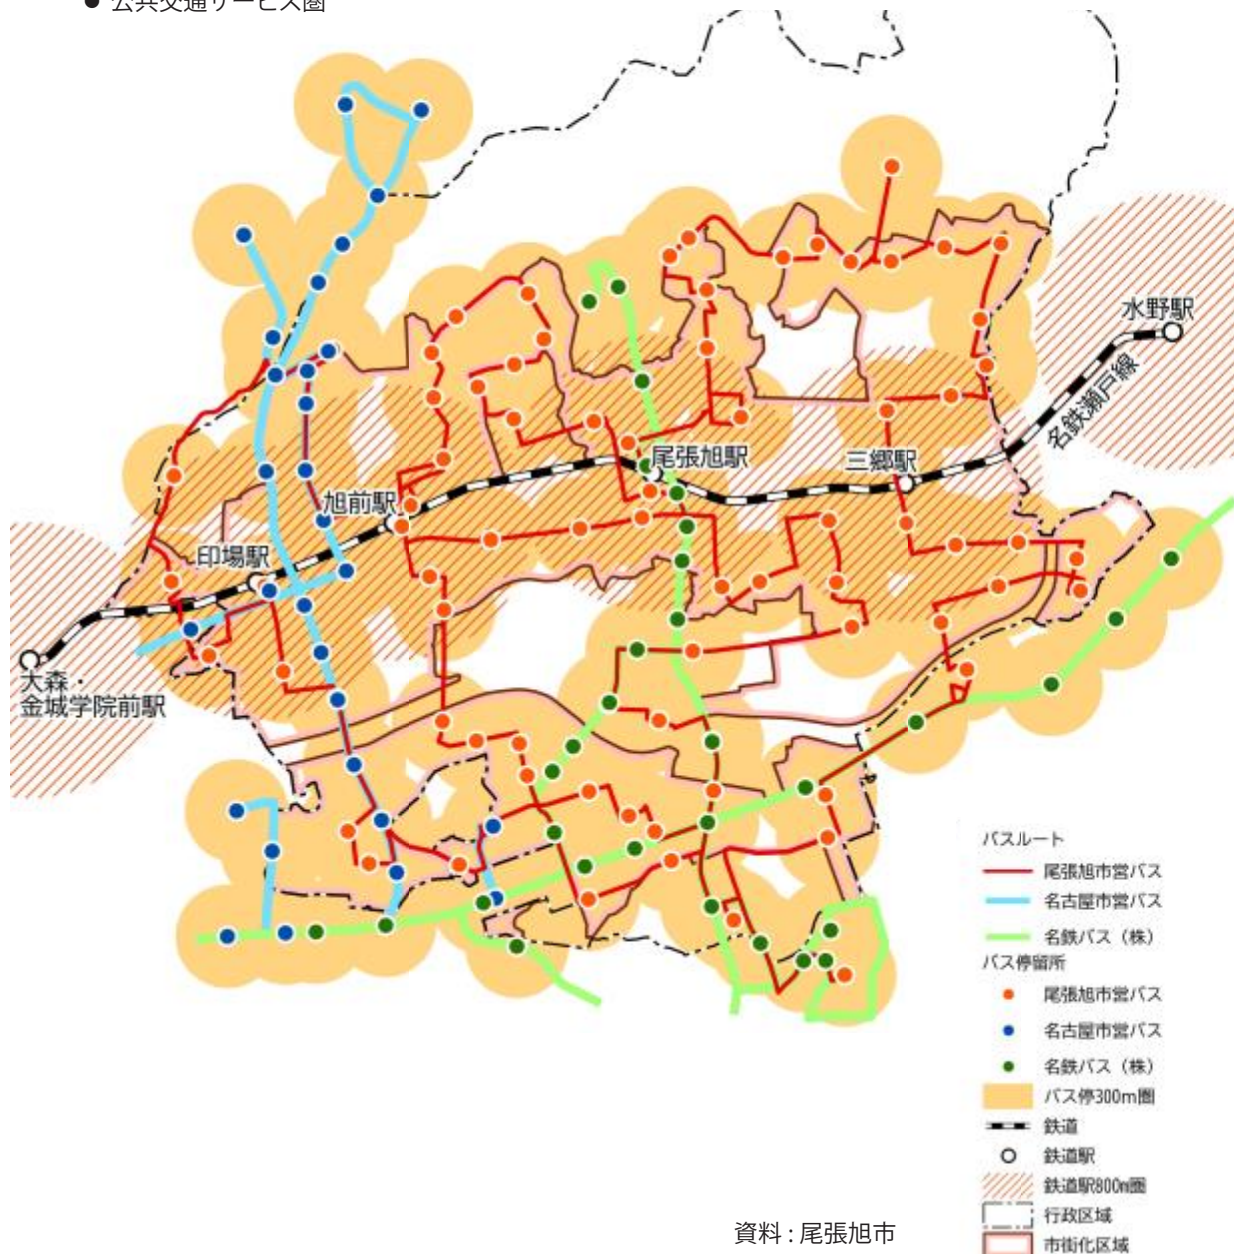 ● 公共交通サービス圏
水野駅
名鉄瀬戸線
尾張旭駅
三郷駅
旭前駅
印場駅
大森・
金城学院前駅
バスルート
尾張旭市営バス
名古屋市営バス
名鉄バス（株）
バス停留所
尾張旭市営バス
名古屋市営バス
名鉄バス（株）
バス停300m圏
鉄道
鉄道駅
鉄道駅800m圏
行政区域
市街化区域
資料：尾張旭市